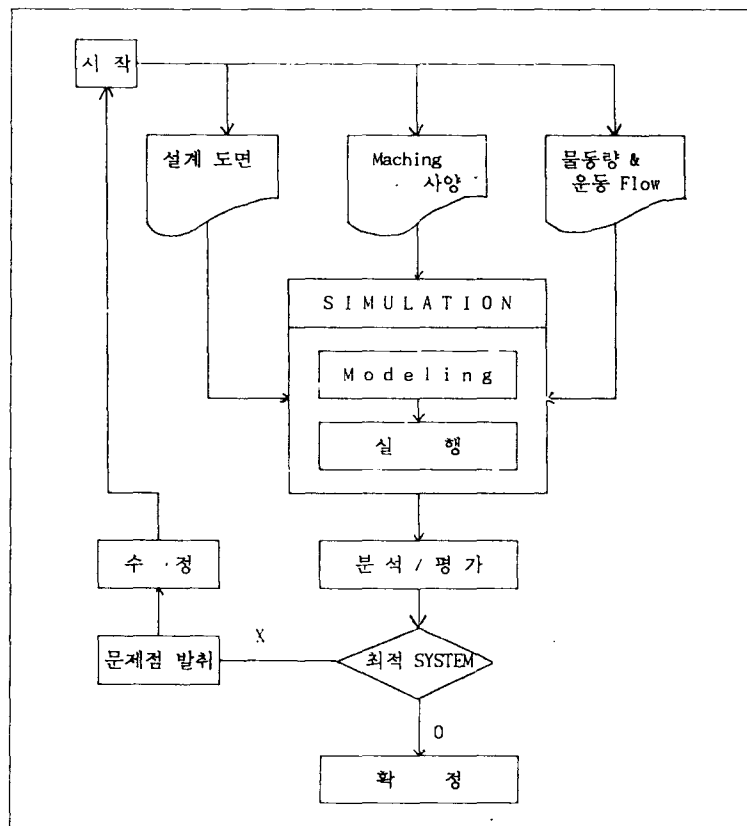 시 작
설계 도면
Maching
사양
물동량 &
운동 Flow
SIMULATION
Modeling
실 행
분 석 / 평 가
최적 SYSTEM
X
문제점 발취
수 정
O
확 정